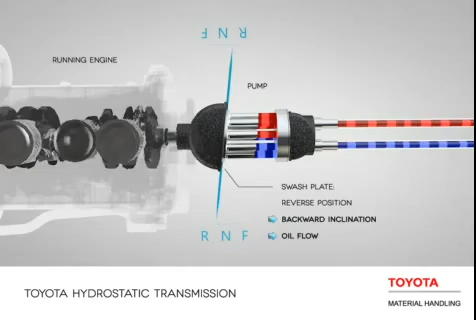 R N F
RUNNING ENGINE
PUMP
SWASH PLATE:
REVERSE POSITION
BACKWARD INCLINATION
OIL FLOW
R N F
TOYOTA HYDROSTATIC TRANSMISSION
TOYOTA
MATERIAL HANDLING